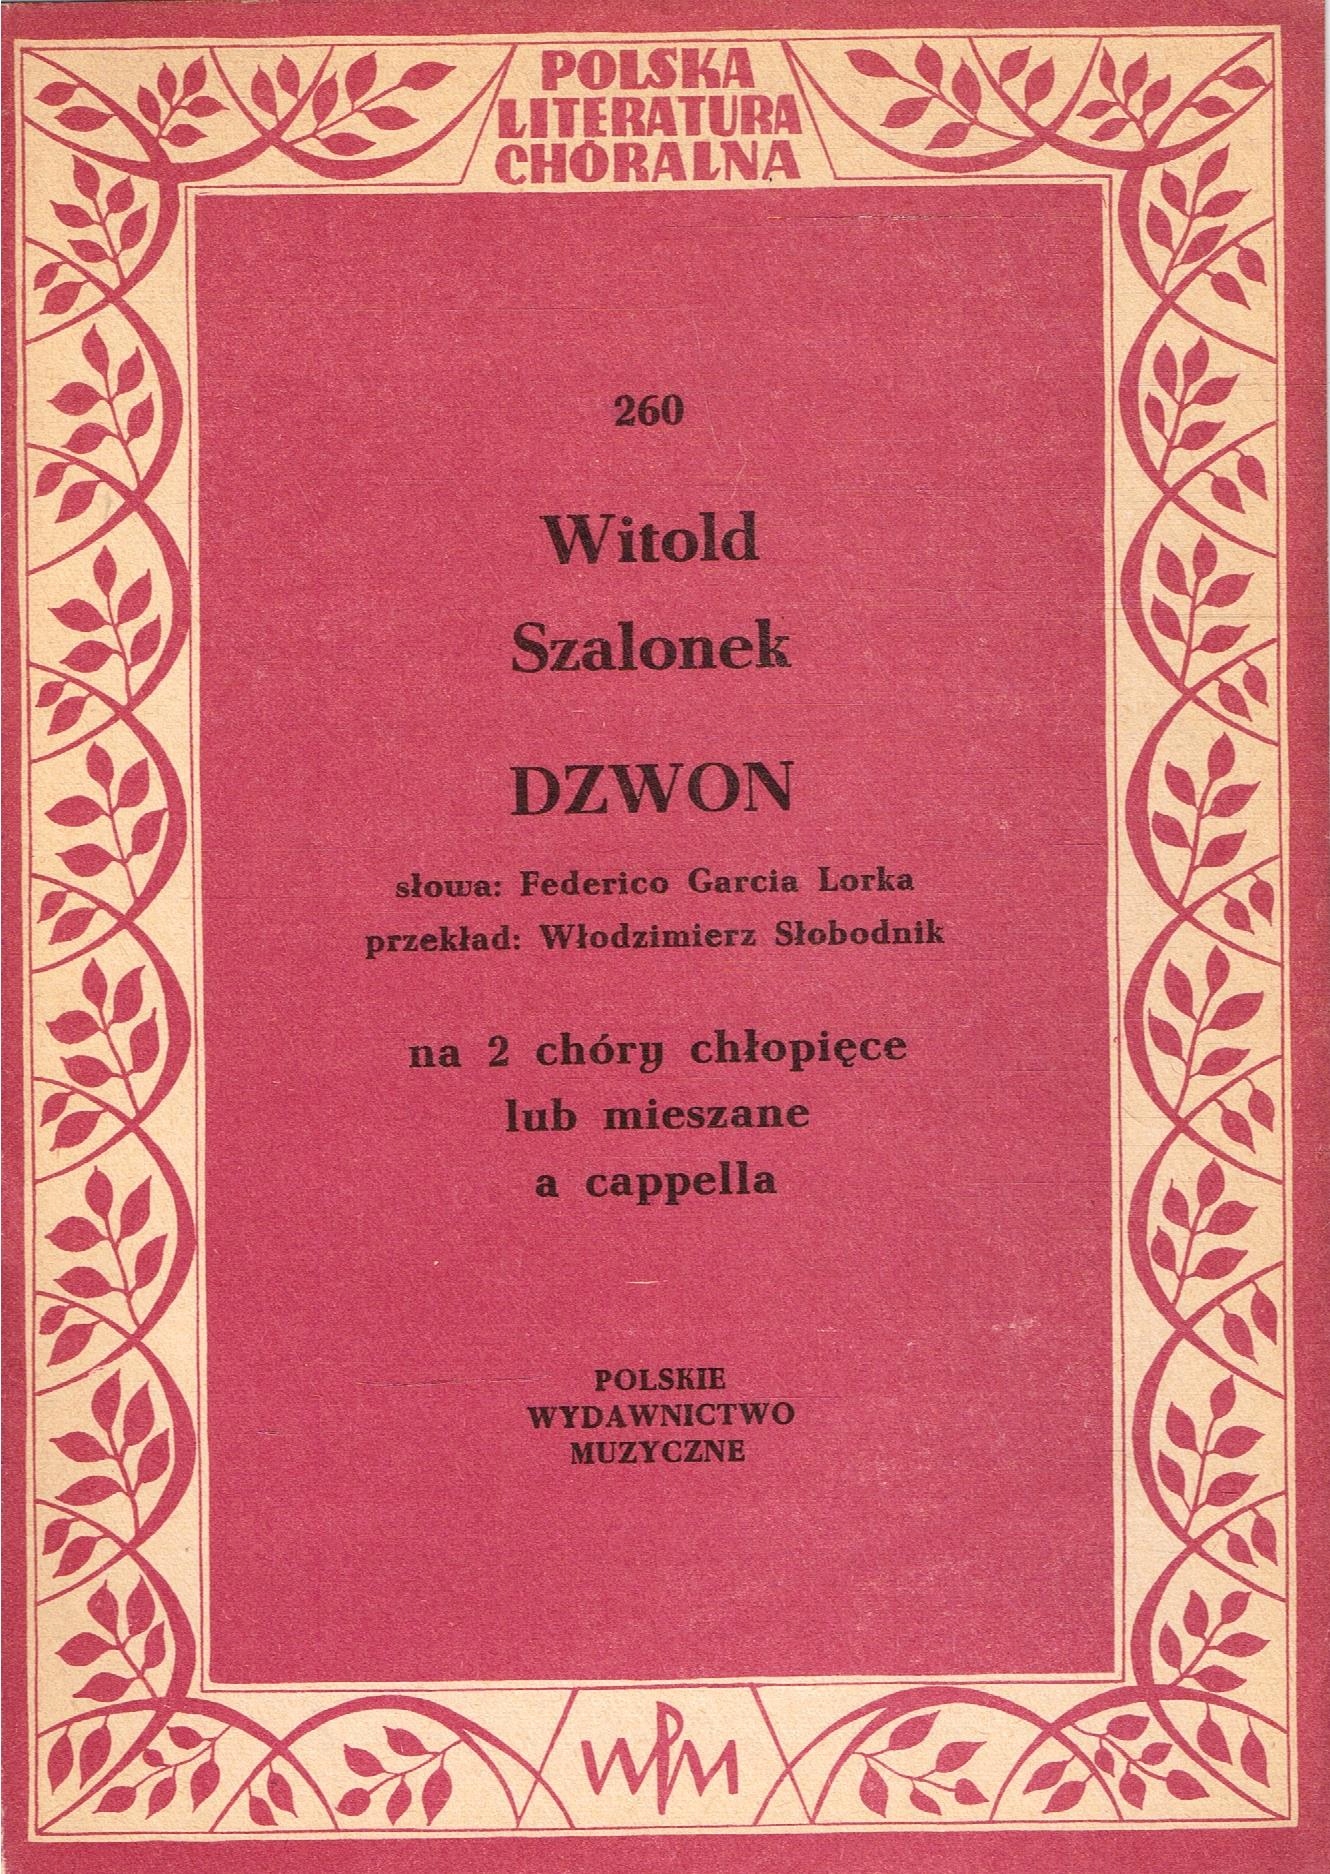 POLSKA
LITERATURA
CHÓRALNA
260
Witold
Szalonek
DZWON
słowa: Federico Garcia Lorka
przekład: Włodzimierz Słobodnik
na 2 chóry chłopięce
lub mieszane
a cappella
POLSKIE
WYDAWNICTWO
MUZYCZNE
WPM